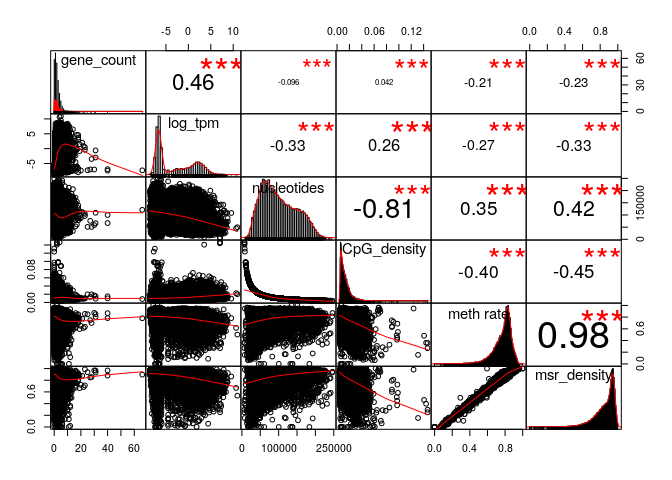 -5 0 5 10 0.00 0.06 0.12 0.0 0.4 0.8
gene_count *** 0.46 *** -0.096 *** 0.042 *** -0.21 *** -0.23 0 20 40 60
-5 5 log_tpm *** -0.33 *** 0.26 *** -0.27 *** -0.33
nucleotides *** -0.81 *** 0.35 *** 0.42 0 150000
0.00 0.08 CpG_density *** -0.40 *** -0.45
meth rate *** 0.98 0.0 0.6
0.0 0.6 msr_density
0 20 40 60 0 100000 250000 0.0 0.4 0.8